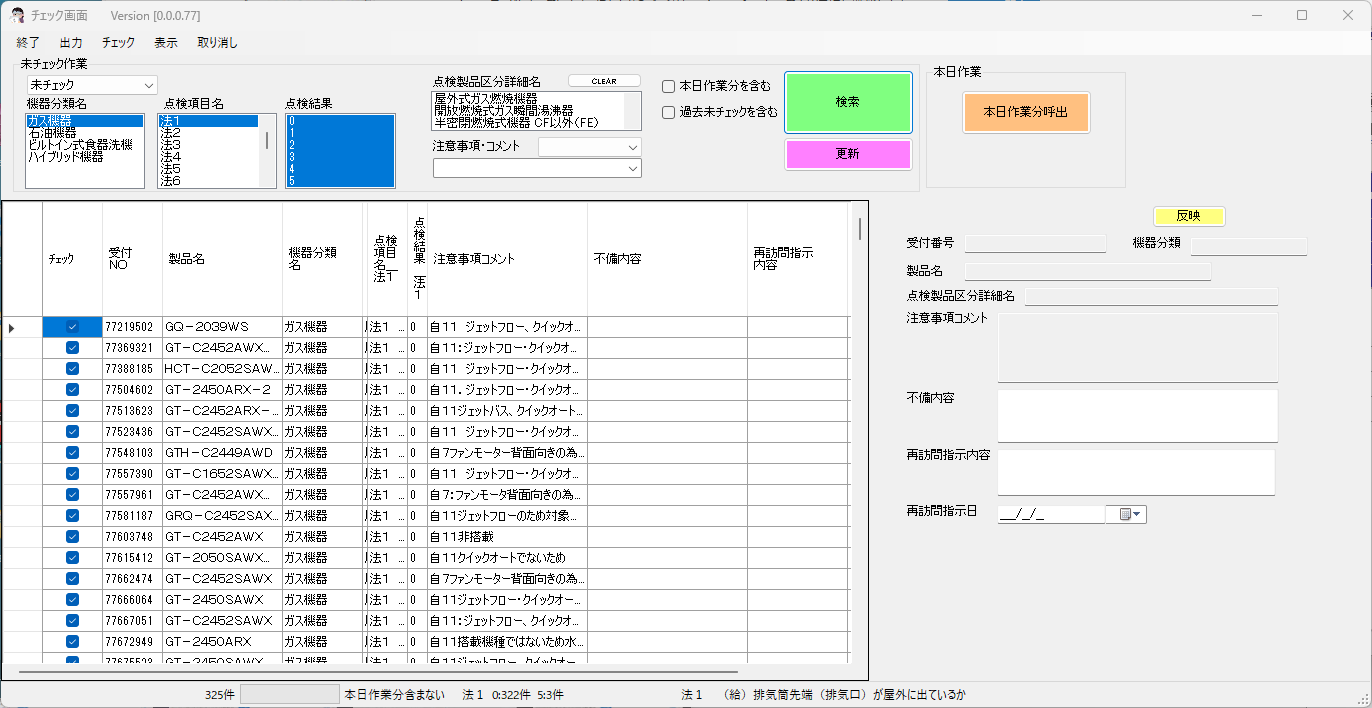 チェック画面 Version [0.0.0.77]
終了 出力 チェック 表示 取り消し
未チェック作業
未チェック
機器分類名
ガス機器
石油機器
ビルトイン式食器洗機
ハイブリッド機器
点検項目名
法1
法2
法3
法4
法5
法6
点検結果
0
1
2
3
4
5
点検製品区分詳細名 CLEAR
屋外式ガス燃焼機器
開放燃焼式ガス瞬間湯沸器
半密閉燃焼式機器 CF以外(FE)
注意事項・コメント
本日作業分を含む
過去未チェックを含む
検索
更新
本日作業
本日作業分呼出
チェック 受付NO 製品名 機器分類名 点検項目名_法1 点検結果_法1 注意事項コメント 不備内容 再訪問指示内容
77219502 GQ-2039WS ガス機器 法1 ... 0 自11 ジェットフロー、クイックオ...
77369321 GT-C2452AWX... ガス機器 法1 ... 0 自11:ジェットフロー・クイックオ...
77388185 HCT-C2052SAW... ガス機器 法1 ... 0 自11 ジェットフロー・クイックオ...
77504602 GT-2450ARX-2 ガス機器 法1 ... 0 自11.ジェットフロー・クイックオ...
77513623 GT-C2452ARX-... ガス機器 法1 ... 0 自11ジェットバス、クイックオート...
77523436 GT-C2452SAWX... ガス機器 法1 ... 0 自11 ジェットフロー・クイックオ...
77548103 GTH-C2449AWD ガス機器 法1 ... 0 自7ファンモーター背面向きの為...
77557390 GT-C1652SAWX... ガス機器 法1 ... 0 自11 ジェットフロー・クイックオ...
77557961 GT-C2452AWX... ガス機器 法1 ... 0 自7:ファンモータ背面向きの為...
77581187 GRQ-C2452SAX... ガス機器 法1 ... 0 自11ジェットフローのため対象...
77603748 GT-C2452AWX ガス機器 法1 ... 0 自11非搭載
77615412 GT-2050SAWX... ガス機器 法1 ... 0 自11クイックオートでないため
77662474 GT-C2452SAWX ガス機器 法1 ... 0 自7ファンモーター背面向きの為...
77666064 GT-2450SAWX ガス機器 法1 ... 0 自11ジェットフロー・クイックオー...
77667051 GT-C2452SAWX ガス機器 法1 ... 0 自11:ジェットフロー、クイックオ...
77672949 GT-2450ARX ガス機器 法1 ... 0 自11搭載機種ではないため水...
77675523 GT-2450SAWX... ガス機器 法1 ... 0 自11ジェットフロー・クイックオー...
反映
受付番号 機器分類
製品名
点検製品区分詳細名
注意事項コメント
不備内容
再訪問指示内容
再訪問指示日 __/_/_
325件 本日作業分含まない 法1 0:322件 5:3件 法1 (給)排気筒先端(排気口)が屋外に出ているか